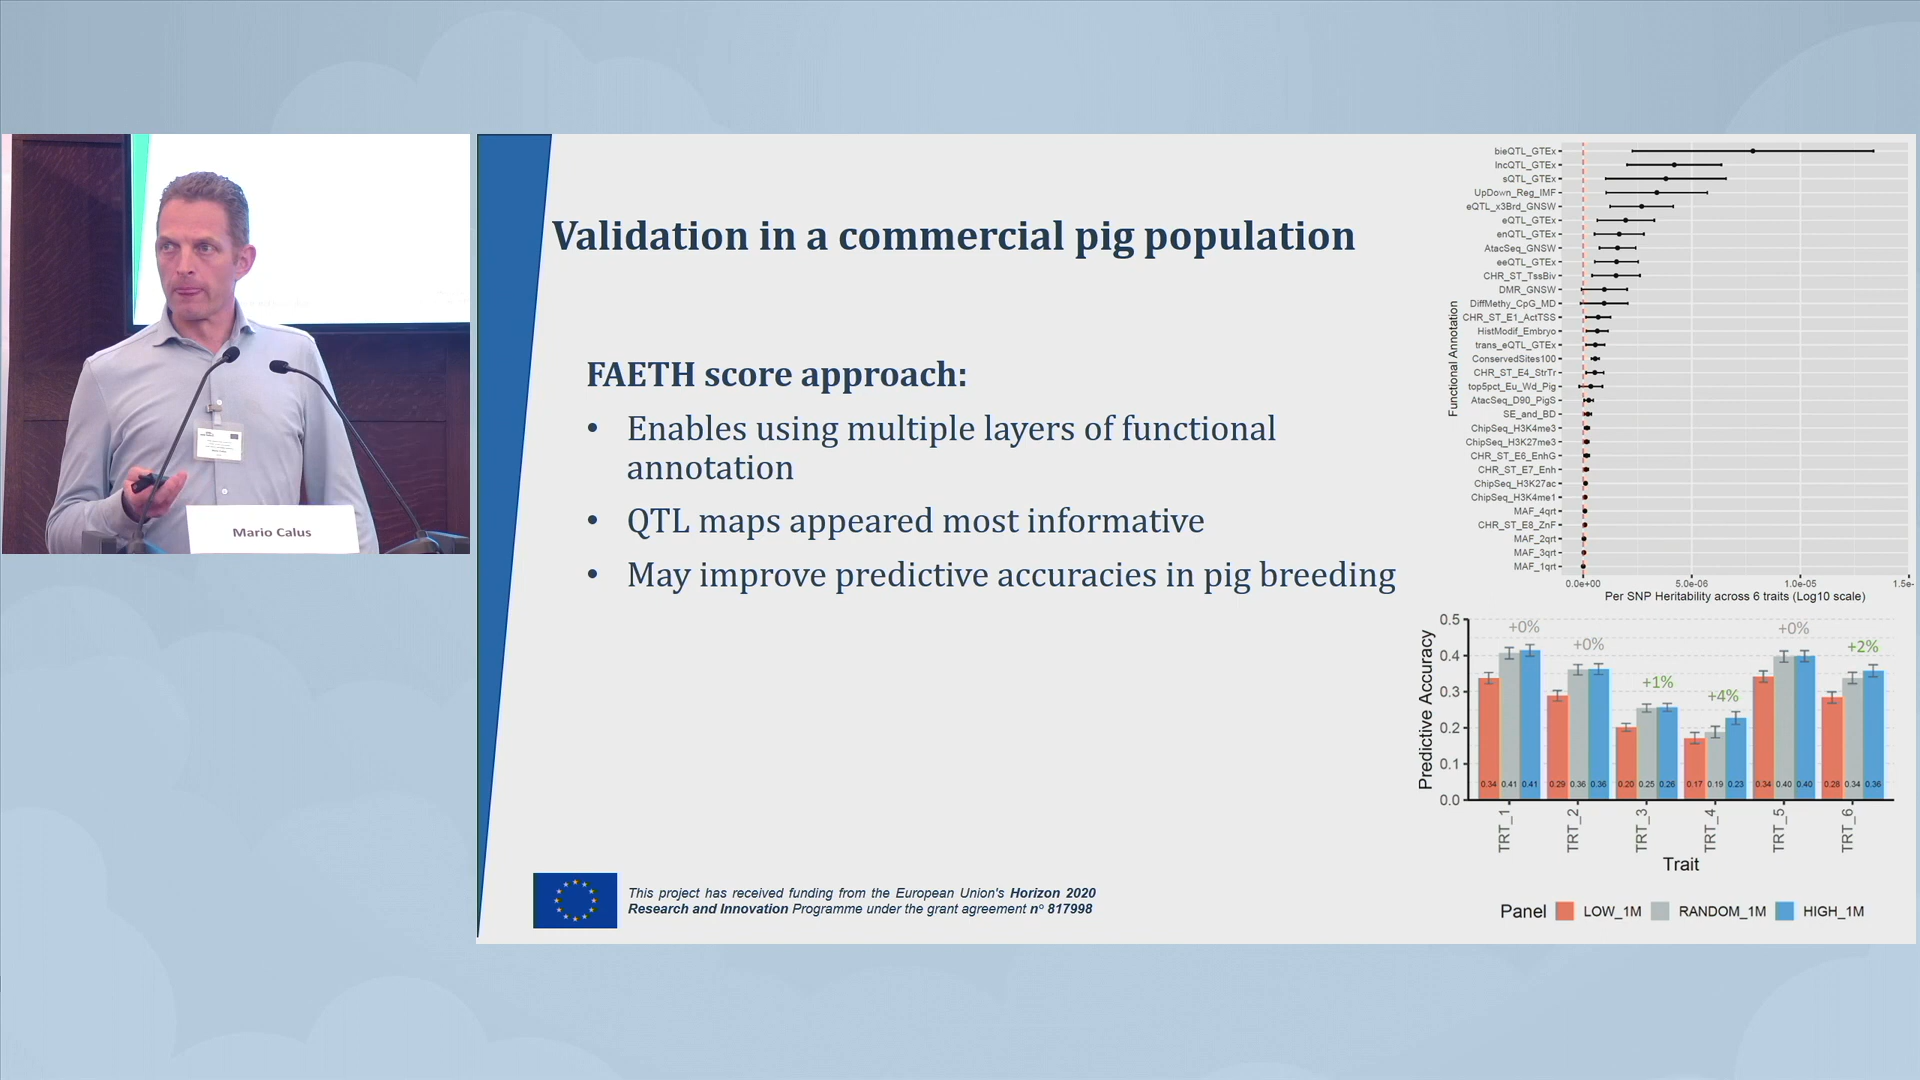 Mario Calus
Validation in a commercial pig population
FAETH score approach:
• Enables using multiple layers of functional
annotation
• QTL maps appeared most informative
• May improve predictive accuracies in pig breeding
This project has received funding from the European Union's Horizon 2020
Research and Innovation Programme under the grant agreement n° 817998
Functional Annotation
bieQTL_GTEx
lncQTL_GTEx
sQTL_GTEx
UpDown_Reg_IMF
eQTL_x3Brd_GNSW
eQTL_GTEx
enQTL_GTEx
AtacSeq_GNSW
eeQTL_GTEx
CHR_ST_TssBiv
DMR_GNSW
DiffMethy_CpG_MD
CHR_ST_E1_ActTSS
HistModif_Embryo
trans_eQTL_GTEx
ConservedSites100
CHR_ST_E4_StrTr
top5pct_Eu_Wd_Pig
AtacSeq_D90_PigS
SE_and_BD
ChipSeq_H3K4me3
ChipSeq_H3K27me3
CHR_ST_E6_EnhG
CHR_ST_E7_Enh
ChipSeq_H3K27ac
ChipSeq_H3K4me1
MAF_4qrt
CHR_ST_E8_ZnF
MAF_2qrt
MAF_3qrt
MAF_1qrt
0.0e+00 5.0e-06 1.0e-05 1.5e-
Per SNP Heritability across 6 traits (Log10 scale)
Predictive Accuracy
0.5
0.4
0.3
0.2
0.1
0.0
+0% +0% +1% +4% +0% +2%
0.34 0.41 0.41 0.29 0.36 0.36 0.20 0.25 0.26 0.17 0.19 0.23 0.34 0.40 0.40 0.28 0.34 0.36
TRT_1 TRT_2 TRT_3 TRT_4 TRT_5 TRT_6
Trait
Panel LOW_1M RANDOM_1M HIGH_1M